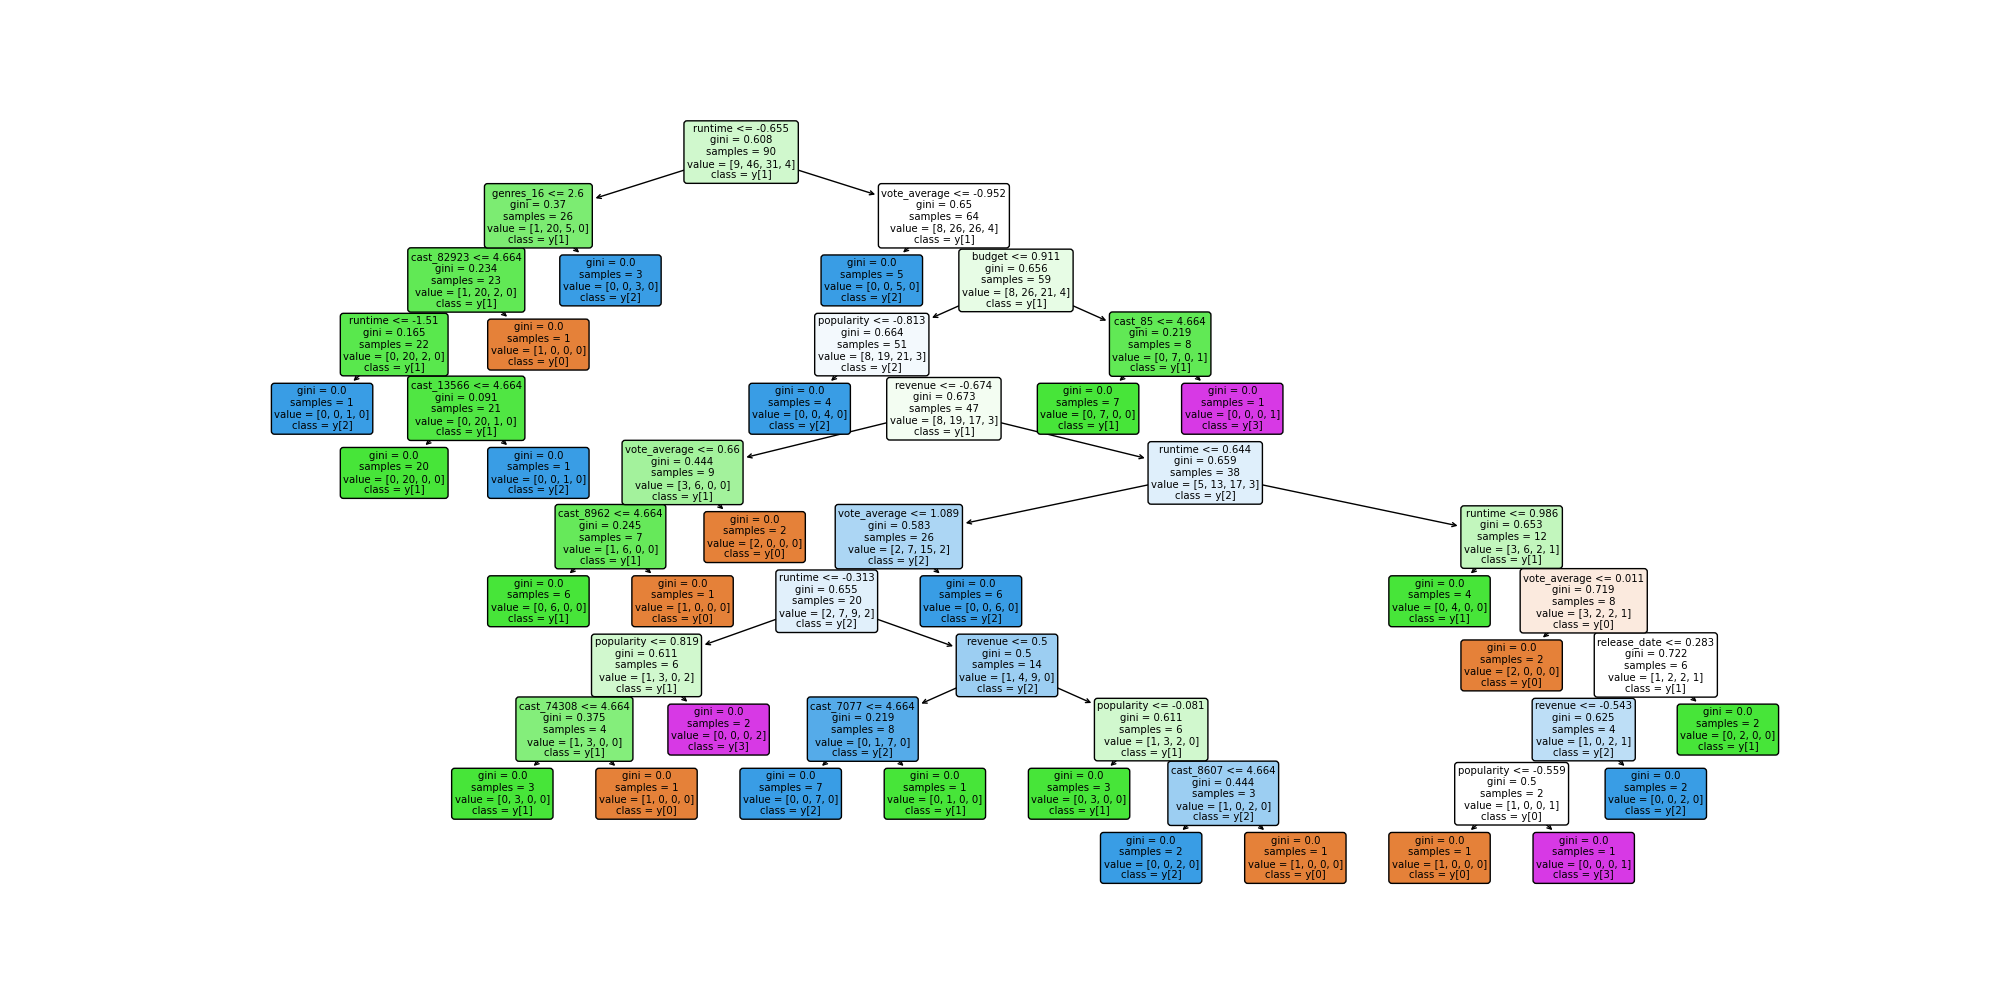 runtime <= -0.655
gini = 0.608
samples = 90
value = [9, 46, 31, 4]
class = y[1]
genres_16 <= 2.6
gini = 0.37
samples = 26
value = [1, 20, 5, 0]
class = y[1]
vote_average <= -0.952
gini = 0.65
samples = 64
value = [8, 26, 26, 4]
class = y[1]
cast_82923 <= 4.664
gini = 0.234
samples = 23
value = [1, 20, 2, 0]
class = y[1]
gini = 0.0
samples = 3
value = [0, 0, 3, 0]
class = y[2]
gini = 0.0
samples = 5
value = [0, 0, 5, 0]
class = y[2]
budget <= 0.911
gini = 0.656
samples = 59
value = [8, 26, 21, 4]
class = y[1]
runtime <= -1.51
gini = 0.165
samples = 22
value = [0, 20, 2, 0]
class = y[1]
gini = 0.0
samples = 1
value = [1, 0, 0, 0]
class = y[0]
popularity <= -0.813
gini = 0.664
samples = 51
value = [8, 19, 21, 3]
class = y[2]
cast_85 <= 4.664
gini = 0.219
samples = 8
value = [0, 7, 0, 1]
class = y[1]
gini = 0.0
samples = 1
value = [0, 0, 1, 0]
class = y[2]
cast_13566 <= 4.664
gini = 0.091
samples = 21
value = [0, 20, 1, 0]
class = y[1]
gini = 0.0
samples = 4
value = [0, 0, 4, 0]
class = y[2]
revenue <= -0.674
gini = 0.673
samples = 47
value = [8, 19, 17, 3]
class = y[1]
gini = 0.0
samples = 7
value = [0, 7, 0, 0]
class = y[1]
gini = 0.0
samples = 1
value = [0, 0, 0, 1]
class = y[3]
gini = 0.0
samples = 20
value = [0, 20, 0, 0]
class = y[1]
gini = 0.0
samples = 1
value = [0, 0, 1, 0]
class = y[2]
vote_average <= 0.66
gini = 0.444
samples = 9
value = [3, 6, 0, 0]
class = y[1]
runtime <= 0.644
gini = 0.659
samples = 38
value = [5, 13, 17, 3]
class = y[2]
cast_8962 <= 4.664
gini = 0.245
samples = 7
value = [1, 6, 0, 0]
class = y[1]
gini = 0.0
samples = 2
value = [2, 0, 0, 0]
class = y[0]
vote_average <= 1.089
gini = 0.583
samples = 26
value = [2, 7, 15, 2]
class = y[2]
runtime <= 0.986
gini = 0.653
samples = 12
value = [3, 6, 2, 1]
class = y[1]
gini = 0.0
samples = 6
value = [0, 6, 0, 0]
class = y[1]
gini = 0.0
samples = 1
value = [1, 0, 0, 0]
class = y[0]
runtime <= -0.313
gini = 0.655
samples = 20
value = [2, 7, 9, 2]
class = y[2]
gini = 0.0
samples = 6
value = [0, 0, 6, 0]
class = y[2]
gini = 0.0
samples = 4
value = [0, 4, 0, 0]
class = y[1]
vote_average <= 0.011
gini = 0.719
samples = 8
value = [3, 2, 2, 1]
class = y[0]
popularity <= 0.819
gini = 0.611
samples = 6
value = [1, 3, 0, 2]
class = y[1]
revenue <= 0.5
gini = 0.5
samples = 14
value = [1, 4, 9, 0]
class = y[2]
gini = 0.0
samples = 2
value = [2, 0, 0, 0]
class = y[0]
release_date <= 0.283
gini = 0.722
samples = 6
value = [1, 2, 2, 1]
class = y[1]
cast_74308 <= 4.664
gini = 0.375
samples = 4
value = [1, 3, 0, 0]
class = y[1]
gini = 0.0
samples = 2
value = [0, 0, 0, 2]
class = y[3]
cast_7077 <= 4.664
gini = 0.219
samples = 8
value = [0, 1, 7, 0]
class = y[2]
popularity <= -0.081
gini = 0.611
samples = 6
value = [1, 3, 2, 0]
class = y[1]
revenue <= -0.543
gini = 0.625
samples = 4
value = [1, 0, 2, 1]
class = y[2]
gini = 0.0
samples = 2
value = [0, 2, 0, 0]
class = y[1]
gini = 0.0
samples = 3
value = [0, 3, 0, 0]
class = y[1]
gini = 0.0
samples = 1
value = [1, 0, 0, 0]
class = y[0]
gini = 0.0
samples = 7
value = [0, 0, 7, 0]
class = y[2]
gini = 0.0
samples = 1
value = [0, 1, 0, 0]
class = y[1]
gini = 0.0
samples = 3
value = [0, 3, 0, 0]
class = y[1]
cast_8607 <= 4.664
gini = 0.444
samples = 3
value = [1, 0, 2, 0]
class = y[2]
popularity <= -0.559
gini = 0.5
samples = 2
value = [1, 0, 0, 1]
class = y[0]
gini = 0.0
samples = 2
value = [0, 0, 2, 0]
class = y[2]
gini = 0.0
samples = 2
value = [0, 0, 2, 0]
class = y[2]
gini = 0.0
samples = 1
value = [1, 0, 0, 0]
class = y[0]
gini = 0.0
samples = 1
value = [1, 0, 0, 0]
class = y[0]
gini = 0.0
samples = 1
value = [0, 0, 0, 1]
class = y[3]